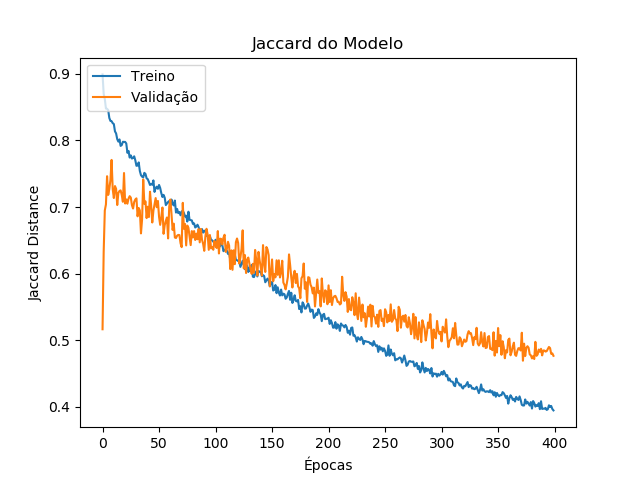 Jaccard do Modelo
Treino
Validação
Jaccard Distance
0.9
0.8
0.7
0.6
0.5
0.4
0 50 100 150 200 250 300 350 400
Épocas